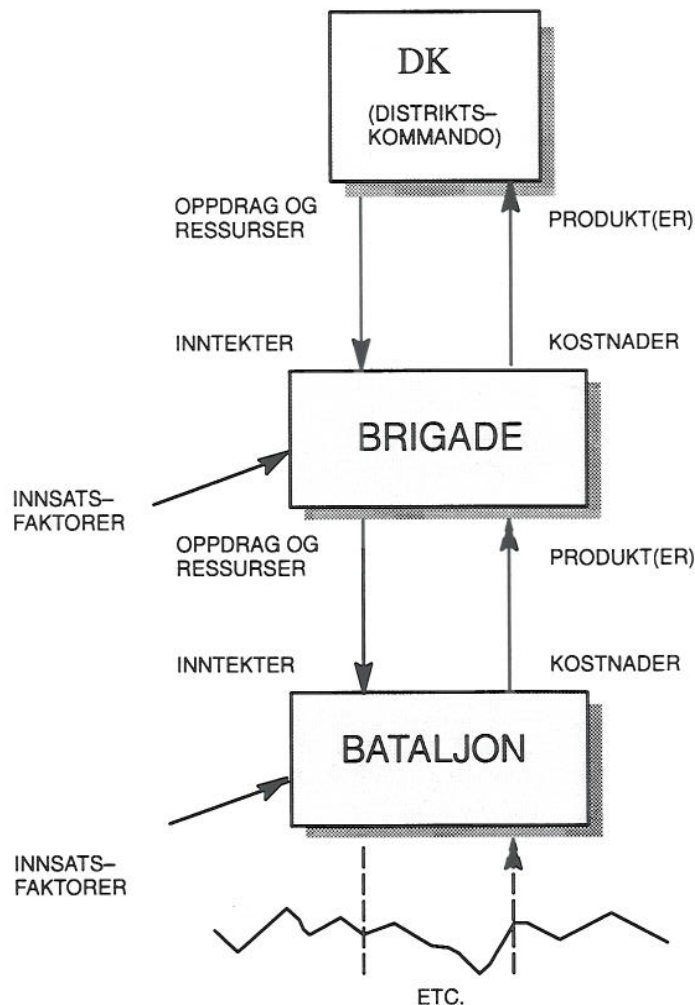 DK
(DISTRIKTS–
KOMMANDO)
OPPDRAG OG
RESSURSER
PRODUKT(ER)
INNTEKTER
KOSTNADER
BRIGADE
INNSATS–
FAKTORER
OPPDRAG OG
RESSURSER
PRODUKT(ER)
INNTEKTER
KOSTNADER
BATALJON
INNSATS–
FAKTORER
ETC.